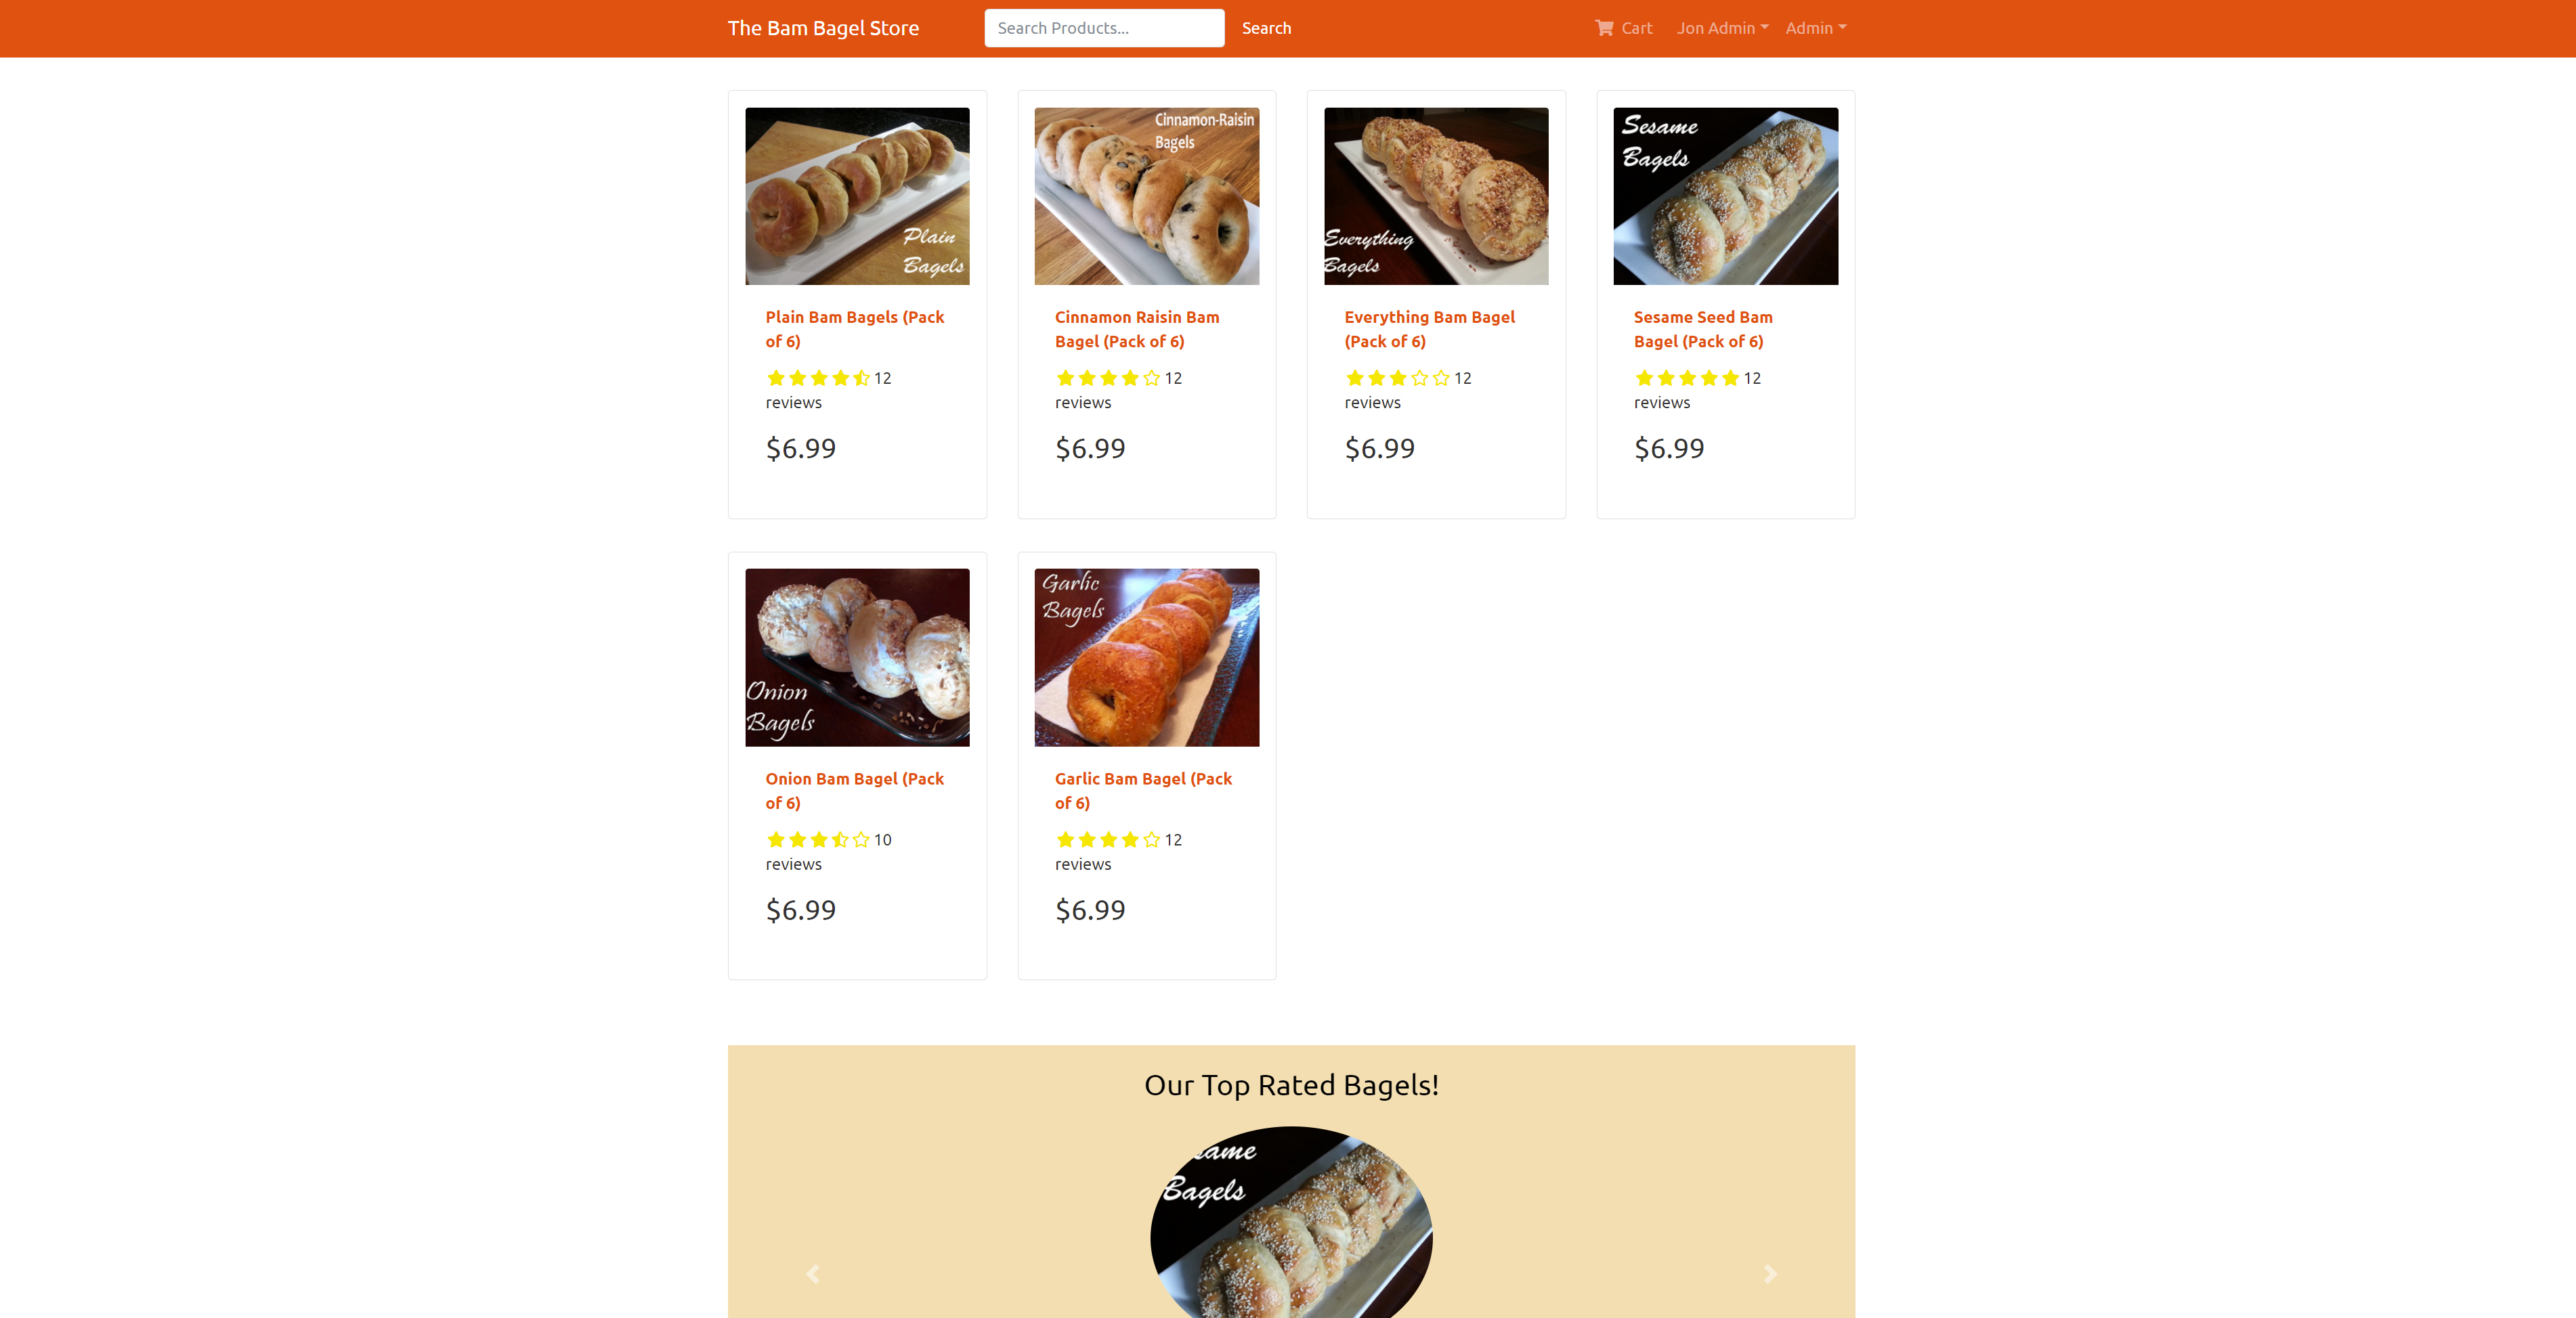 The Bam Bagel Store
Search Products...
Search
Cart
Jon Admin
Admin
Plain
Bagels
Plain Bam Bagels (Pack
of 6)
12
reviews
$6.99
Cinnamon-Raisin
Bagels
Cinnamon Raisin Bam
Bagel (Pack of 6)
12
reviews
$6.99
Everything
Bagels
Everything Bam Bagel
(Pack of 6)
12
reviews
$6.99
Sesame
Bagels
Sesame Seed Bam
Bagel (Pack of 6)
12
reviews
$6.99
Onion
Bagels
Onion Bam Bagel (Pack
of 6)
10
reviews
$6.99
Garlic
Bagels
Garlic Bam Bagel (Pack
of 6)
12
reviews
$6.99
Our Top Rated Bagels!
same
Bagels